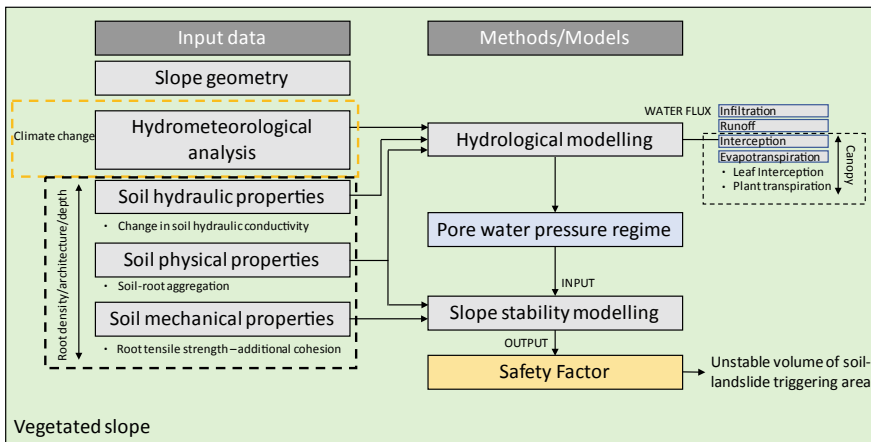 Input data
Methods/Models
Slope geometry
Climate change
Hydrometeorological
analysis
Hydrological modelling
WATER FLUX
Infiltration
Runoff
Interception
Evapotranspiration
· Leaf Interception
· Plant transpiration
Canopy
Root density/architecture/depth
Soil hydraulic properties
· Change in soil hydraulic conductivity
Pore water pressure regime
Soil physical properties
· Soil-root aggregation
INPUT
Soil mechanical properties
· Root tensile strength–additional cohesion
Slope stability modelling
OUTPUT
Safety Factor
Unstable volume of soil-
landslide triggering area
Vegetated slope